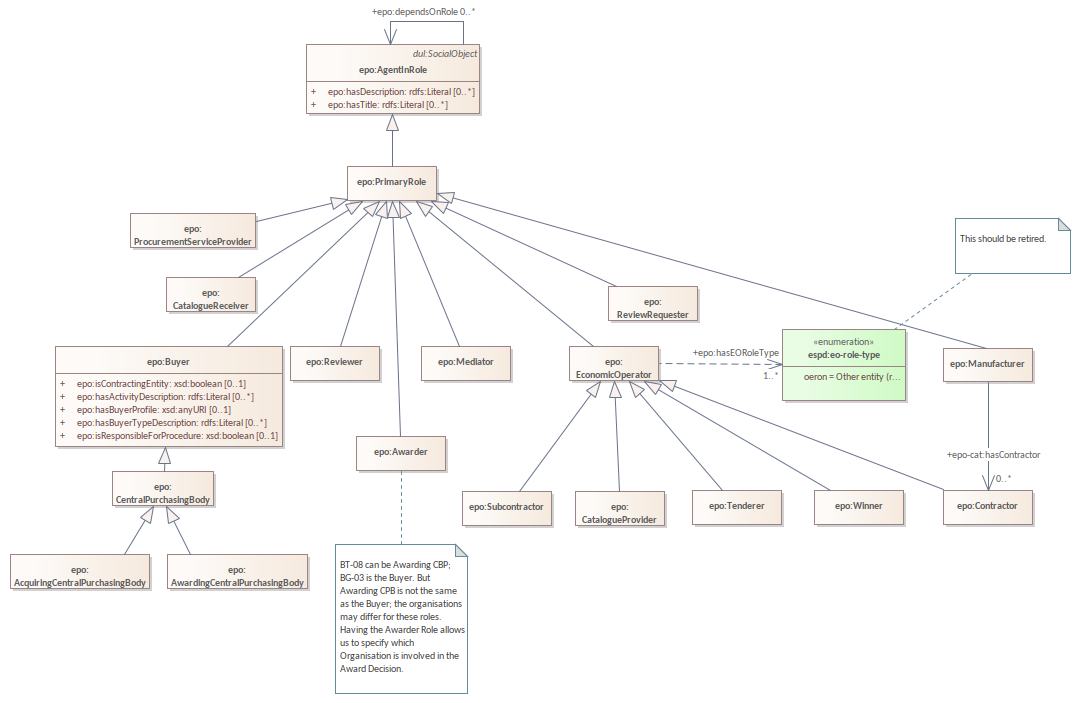 +epo:dependsOnRole 0..*
dul:SocialObject
epo:AgentInRole
+ epo:hasDescription: rdfs:Literal [0..*]
+ epo:hasTitle: rdfs:Literal [0..*]
epo:PrimaryRole
epo:
ProcurementServiceProvider
This should be retired.
epo:
CatalogueReceiver
epo:
ReviewRequester
epo:Buyer
+ epo:isContractingEntity: xsd:boolean [0..1]
+ epo:hasActivityDescription: rdfs:Literal [0..*]
+ epo:hasBuyerProfile: xsd:anyURI [0..1]
+ epo:hasBuyerTypeDescription: rdfs:Literal [0..*]
+ epo:isResponsibleForProcedure: xsd:boolean [0..1]
epo:Reviewer
epo:Mediator
epo:
EconomicOperator
+epo:hasEORoleType
1..*
«enumeration»
espd:eo-role-type
oeron = Other entity (r...
epo:Manufacturer
epo:Awarder
+epo-cat:hasContractor
0..*
epo:
CentralPurchasingBody
epo:Subcontractor
epo:
CatalogueProvider
epo:Tenderer
epo:Winner
epo:Contractor
epo:
AcquiringCentralPurchasingBody
epo:
AwardingCentralPurchasingBody
BT-08 can be Awarding CBP;
BG-03 is the Buyer. But
Awarding CPB is not the same
as the Buyer; the organisations
may differ for these roles.
Having the Awarder Role allows
us to specify which
Organisation is involved in the
Award Decision.